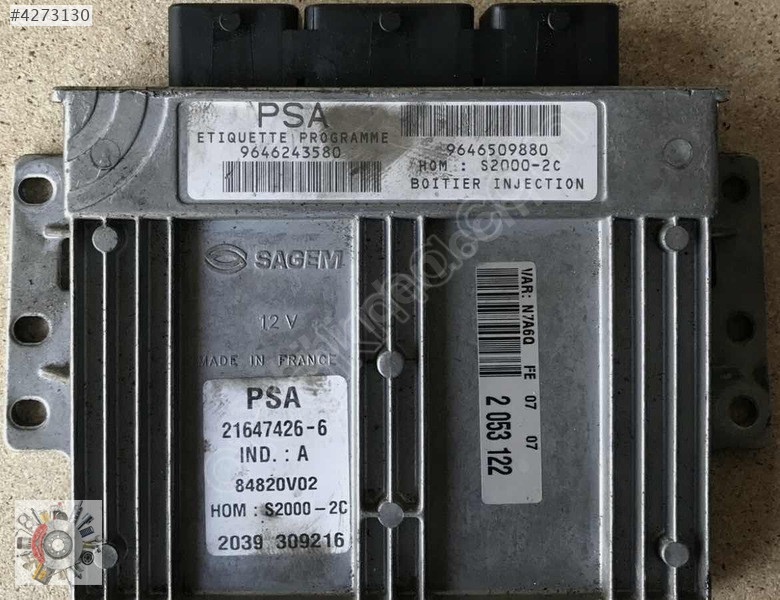 #4273130
PSA
ETIQUETTE PROGRAMME
9646243580
9646509880
HOM : S2000-2C
BOITIER INJECTION
SAGEM
12 V
MADE IN FRANCE
PSA
21647426-6
IND. : A
84820V02
HOM : S2000-2C
2039 309216
VAR: N7A6Q FE 07 07
2 053 122